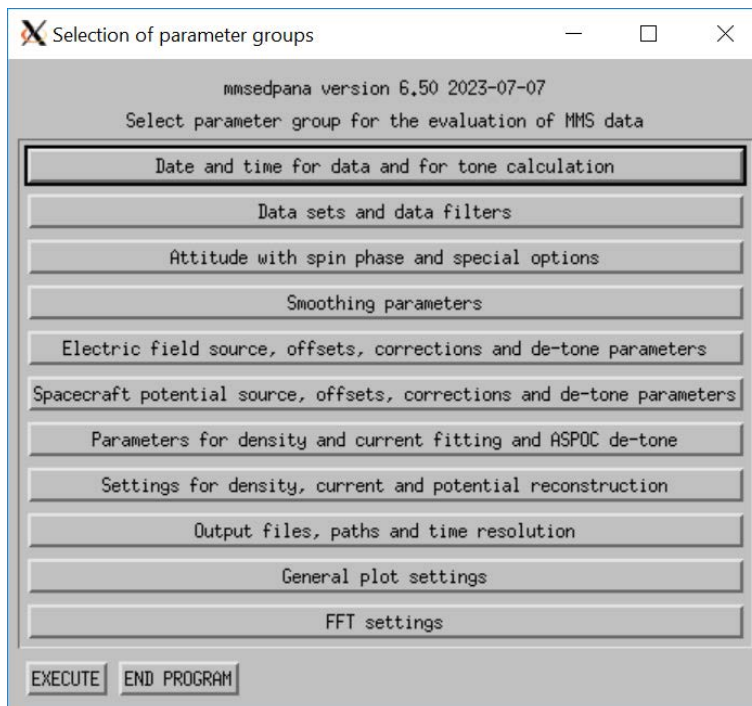 Selection of parameter groups
mmsedpana version 6.50 2023-07-07
Select parameter group for the evaluation of MMS data
Date and time for data and for tone calculation
Data sets and data filters
Attitude with spin phase and special options
Smoothing parameters
Electric field source, offsets, corrections and de-tone parameters
Spacecraft potential source, offsets, corrections and de-tone parameters
Parameters for density and current fitting and ASPOC de-tone
Settings for density, current and potential reconstruction
Output files, paths and time resolution
General plot settings
FFT settings
EXECUTE END PROGRAM